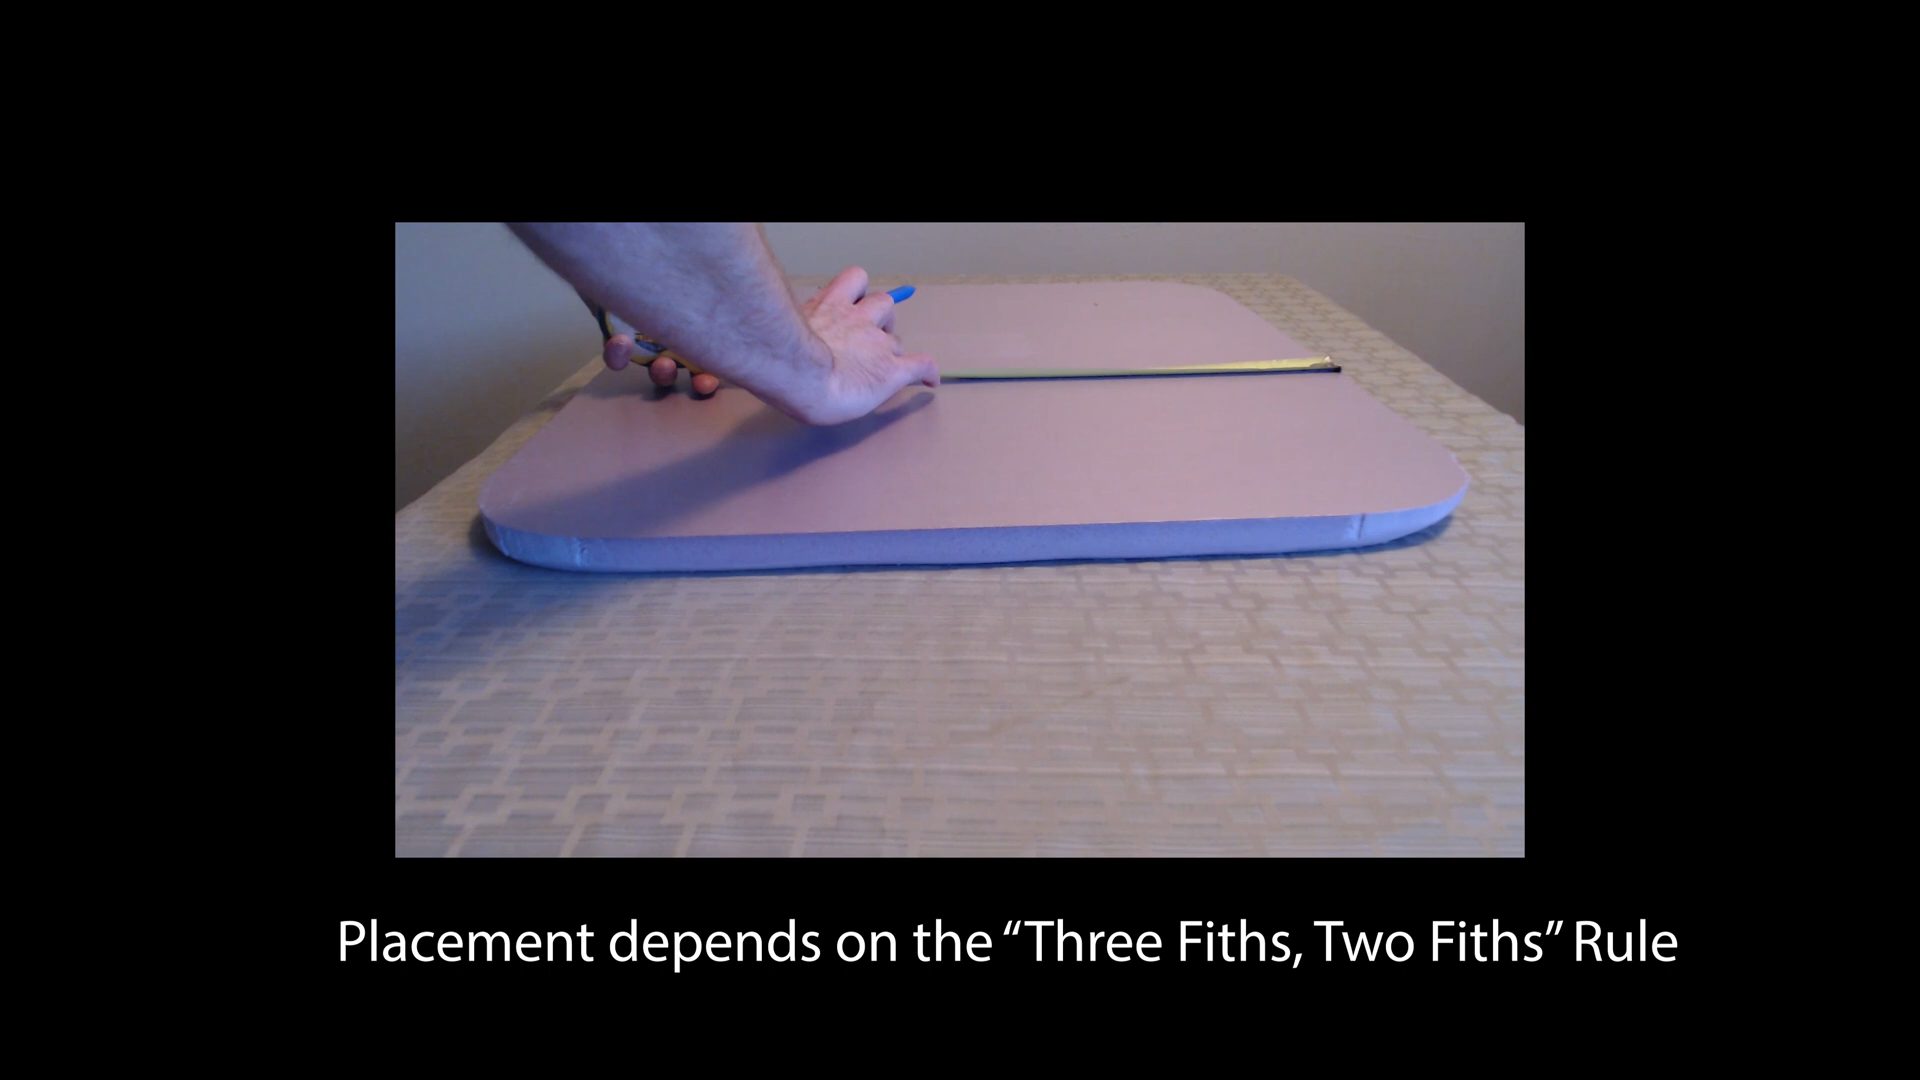 Placement depends on the “Three Fiths, Two Fiths” Rule